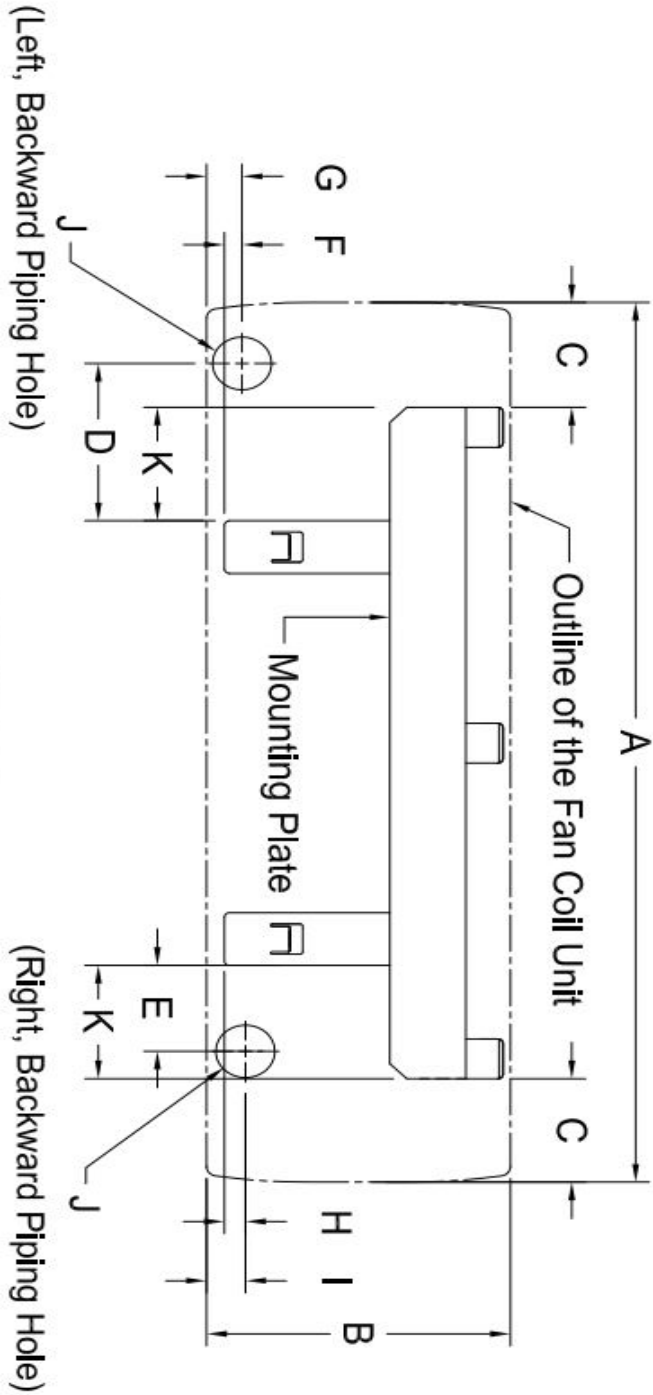 A
C
Outline of the Fan Coil Unit
C
B
Mounting Plate
G
F
H
I
K
E
D
K
J
J
(Left, Backward Piping Hole)
(Right, Backward Piping Hole)